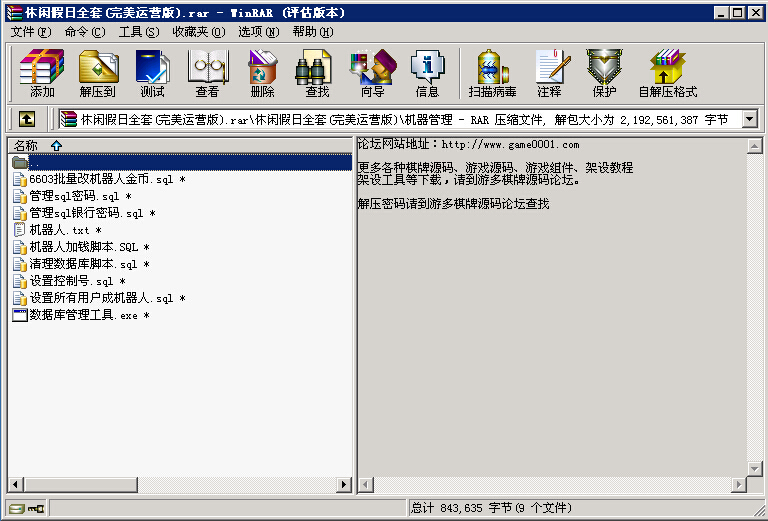 休闲假日全套(完美运营版).rar - WinRAR (评估版本)
文件(F) 命令(C) 工具(S) 收藏夹(O) 选项(N) 帮助(H)
添加 解压到 测试 查看 删除 查找 向导 信息 扫描病毒 注释 保护 自解压格式
休闲假日全套(完美运营版).rar\休闲假日全套(完美运营版)\机器管理 - RAR 压缩文件, 解包大小为 2,192,561,387 字节
名称
..
6603批量改机器人金币.sql *
管理sql密码.sql *
管理sql银行密码.sql *
机器人.txt *
机器人加钱脚本.SQL *
清理数据库脚本.sql *
设置控制号.sql *
设置所有用户成机器人.sql *
数据库管理工具.exe *
论坛网站地址：http://www.game0001.com
更多各种棋牌源码、游戏源码、游戏组件、架设教程
架设工具等下载，请到游多棋牌源码论坛。
解压密码请到游多棋牌源码论坛查找
总计 843,635 字节(9 个文件)